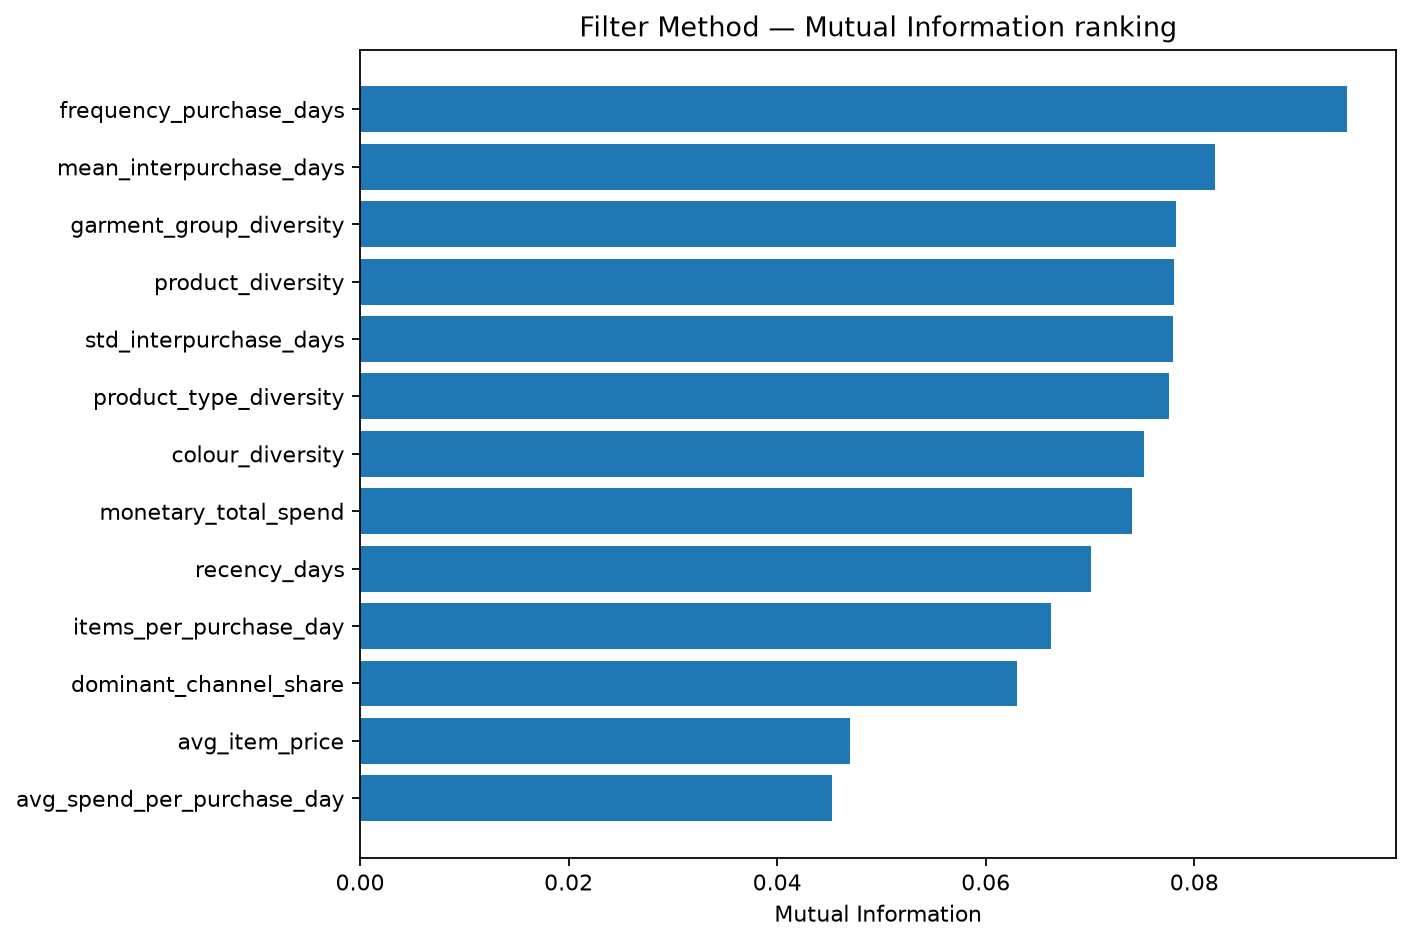 Filter Method — Mutual Information ranking
frequency_purchase_days
mean_interpurchase_days
garment_group_diversity
product_diversity
std_interpurchase_days
product_type_diversity
colour_diversity
monetary_total_spend
recency_days
items_per_purchase_day
dominant_channel_share
avg_item_price
avg_spend_per_purchase_day
0.00 0.02 0.04 0.06 0.08
Mutual Information